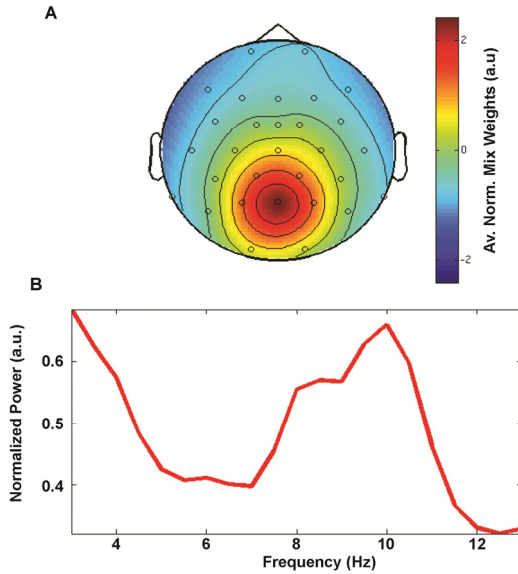 A
2
0
-2
Av. Norm. Mix Weights (a.u)
B
0.6
0.5
0.4
Normalized Power (a.u.)
4 6 8 10 12
Frequency (Hz)